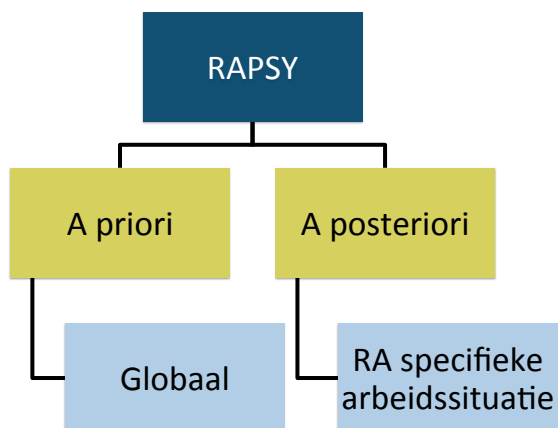 RAPSY
A priori
A posteriori
Globaal
RA specifieke
arbeidssituatie